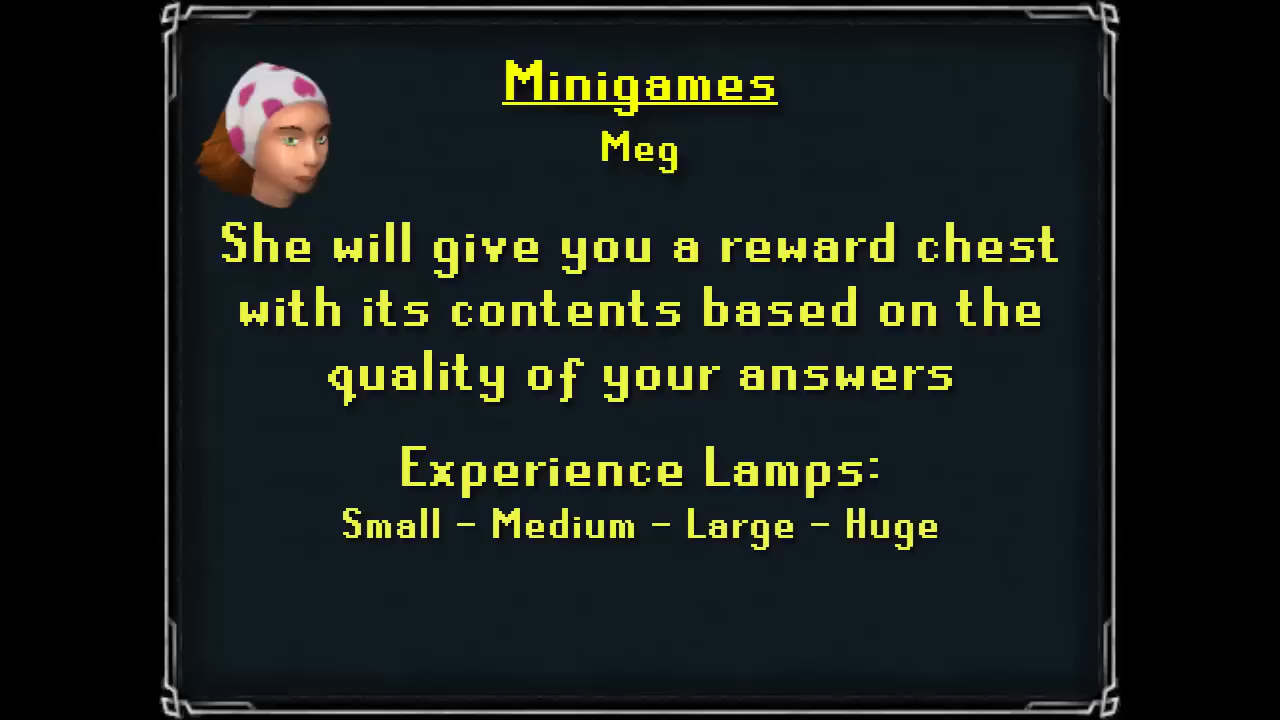 Minigames
Meg
She will give you a reward chest
with its contents based on the
quality of your answers
Experience Lamps:
Small - Medium - Large - Huge